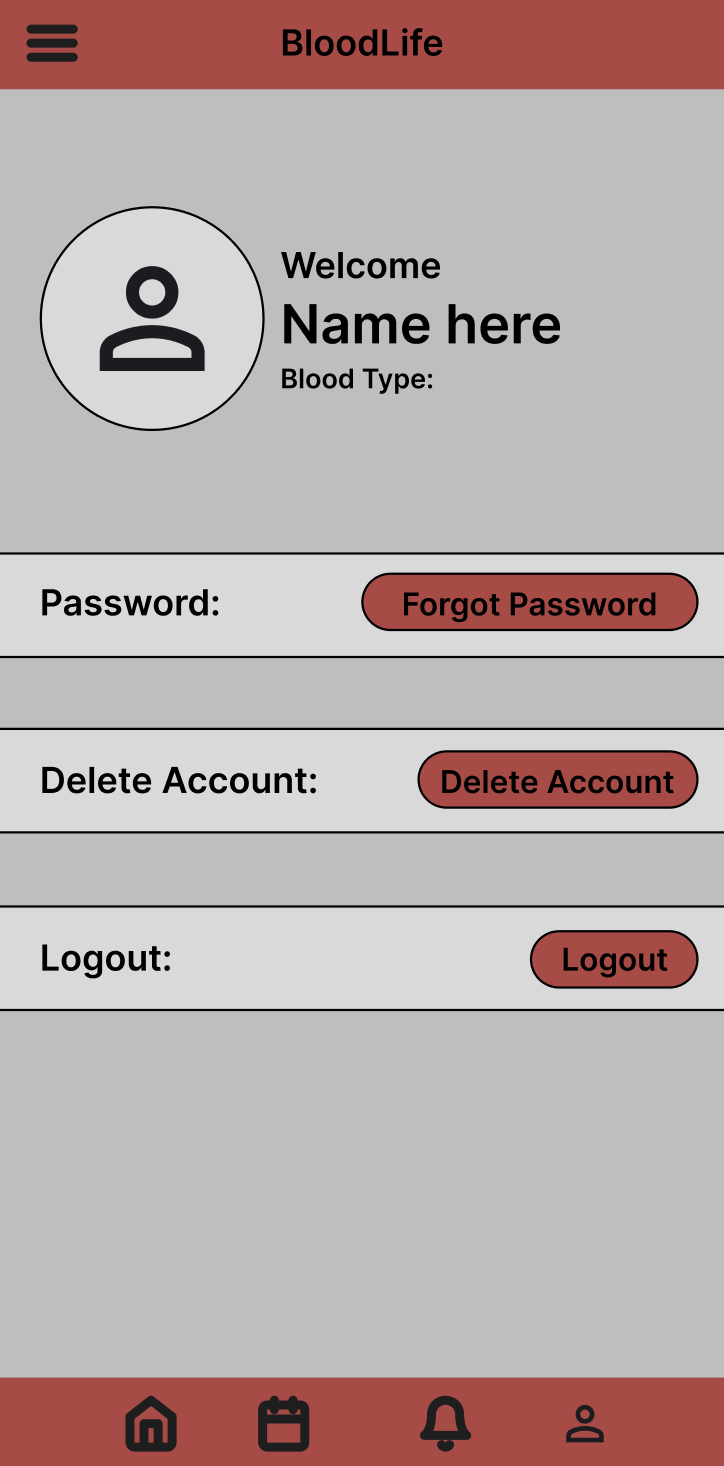 BloodLife
Welcome
Name here
Blood Type:
Password:
Forgot Password
Delete Account:
Delete Account
Logout:
Logout